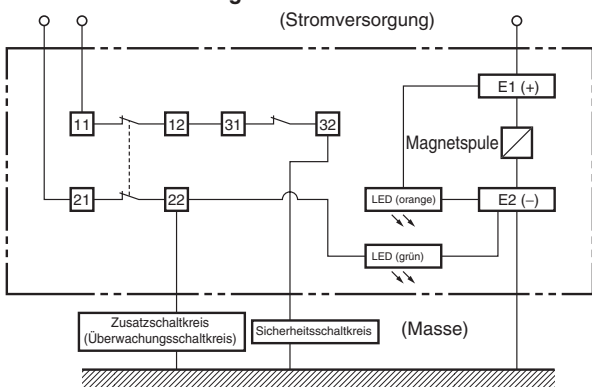 (Stromversorgung)
E1 (+)
11
12
31
32
Magnetspule
21
22
LED (orange)
E2 (–)
LED (grün)
Zusatzschaltkreis
(Überwachungsschaltkreis)
Sicherheitsschaltkreis
(Masse)